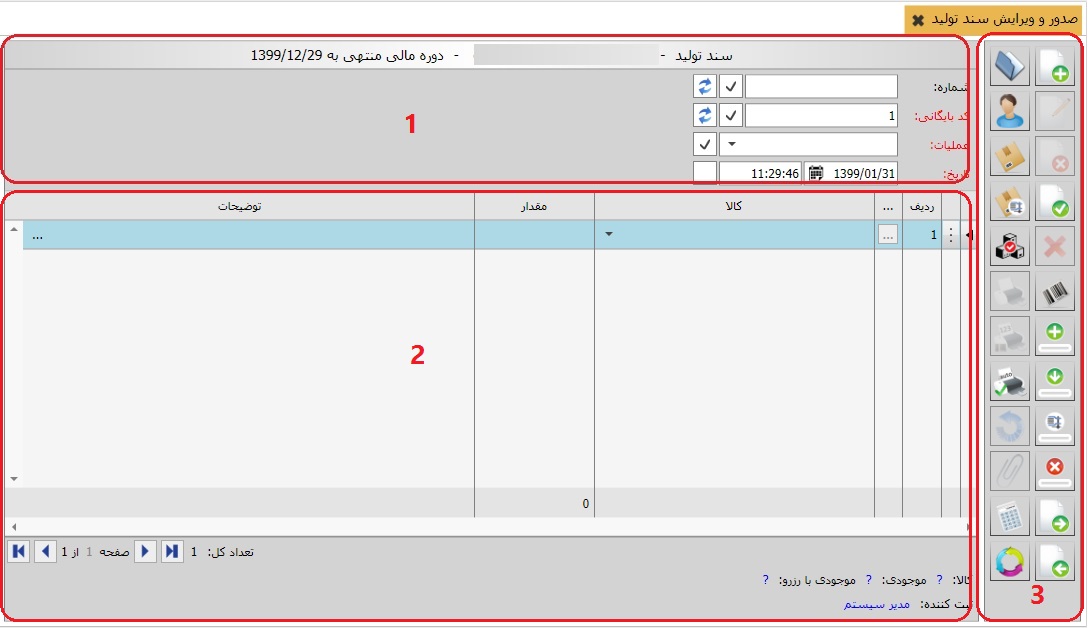 صدور و ویرایش سند تولید
سند تولید - - دوره مالی منتهی به 1399/12/29
شماره:
کد بایگانی: 1
عملیات:
تاریخ: 1399/01/31 11:29:46
1
ردیف ... کالا مقدار توضیحات
1 ... ...
2
0
تعداد کل: 1 صفحه 1 از 1
کالا: ? موجودی: ? موجودی با رزرو: ?
ثبت کننده: مدیر سیستم
3